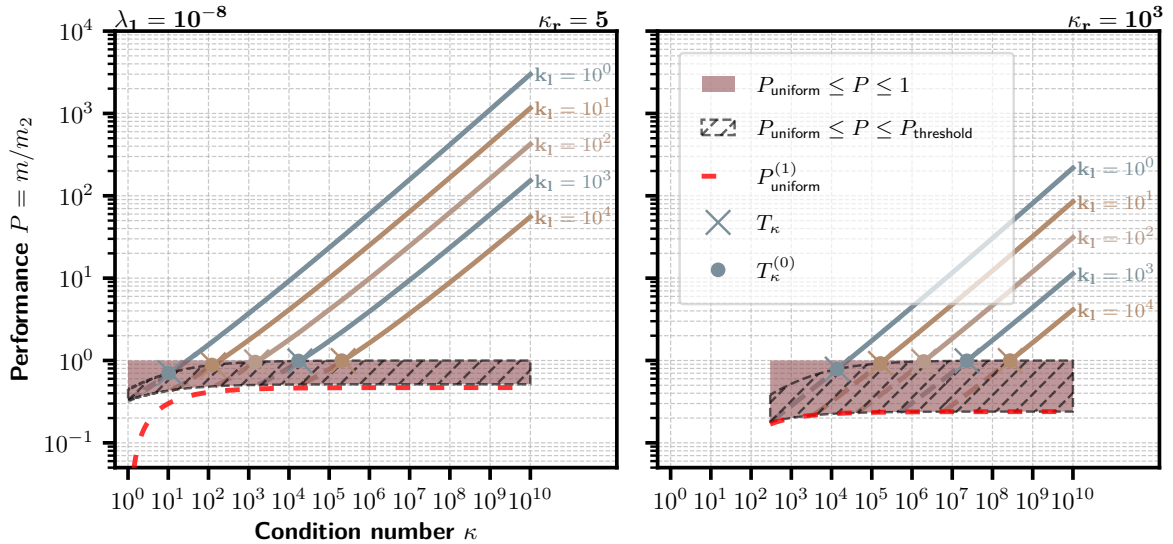 λ₁ = 10⁻⁸
κᵣ = 5
κᵣ = 10³
10⁴
10³
10²
10¹
10⁰
10⁻¹
Performance P = m/m₂
k₁ = 10⁰
k₁ = 10¹
k₁ = 10²
k₁ = 10³
k₁ = 10⁴
P_uniform ≤ P ≤ 1
P_uniform ≤ P ≤ P_threshold
P_uniform^(1)
T_κ
T_κ^(0)
k₁ = 10⁰
k₁ = 10¹
k₁ = 10²
k₁ = 10³
k₁ = 10⁴
10⁰ 10¹ 10² 10³ 10⁴ 10⁵ 10⁶ 10⁷ 10⁸ 10⁹ 10¹⁰
10⁰ 10¹ 10² 10³ 10⁴ 10⁵ 10⁶ 10⁷ 10⁸ 10⁹ 10¹⁰
Condition number κ